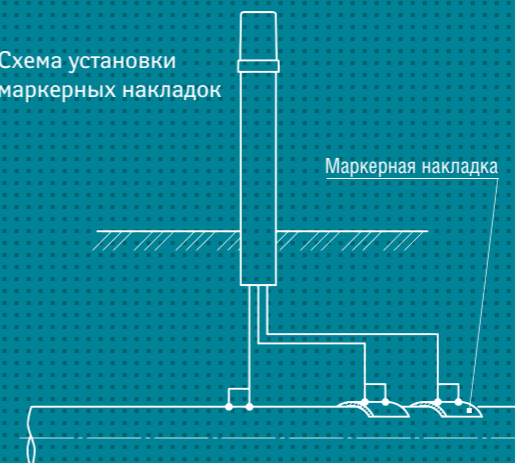 Схема установки
маркерных накладок
Маркерная накладка